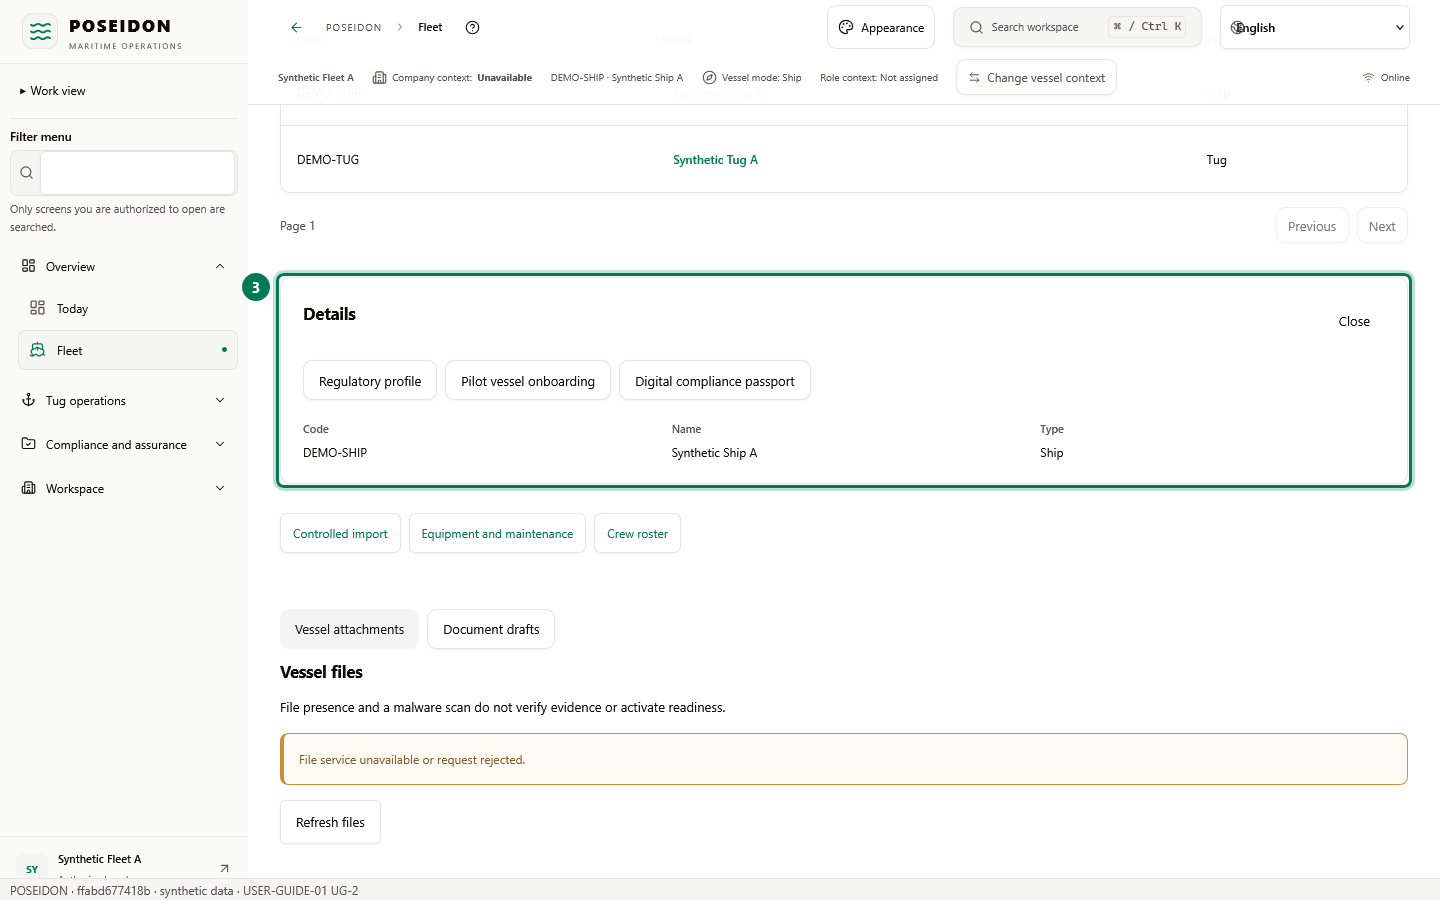 POSEIDON
MARITIME OPERATIONS
POSEIDON
Fleet
Appearance
Search workspace
⌘ / Ctrl K
English
Synthetic Fleet A
Company context: Unavailable
DEMO-SHIP · Synthetic Ship A
Vessel mode: Ship
Role context: Not assigned
Change vessel context
Online
Work view
Filter menu
Only screens you are authorized to open are
searched.
Overview
Today
Fleet
Tug operations
Compliance and assurance
Workspace
DEMO-SHIP
Synthetic Ship A
Ship
DEMO-TUG
Synthetic Tug A
Tug
Page 1
Previous
Next
3
Details
Close
Regulatory profile
Pilot vessel onboarding
Digital compliance passport
Code
Name
Type
DEMO-SHIP
Synthetic Ship A
Ship
Controlled import
Equipment and maintenance
Crew roster
Vessel attachments
Document drafts
Vessel files
File presence and a malware scan do not verify evidence or activate readiness.
File service unavailable or request rejected.
Refresh files
SY
Synthetic Fleet A
POSEIDON · ffabd677418b · synthetic data · USER-GUIDE-01 UG-2